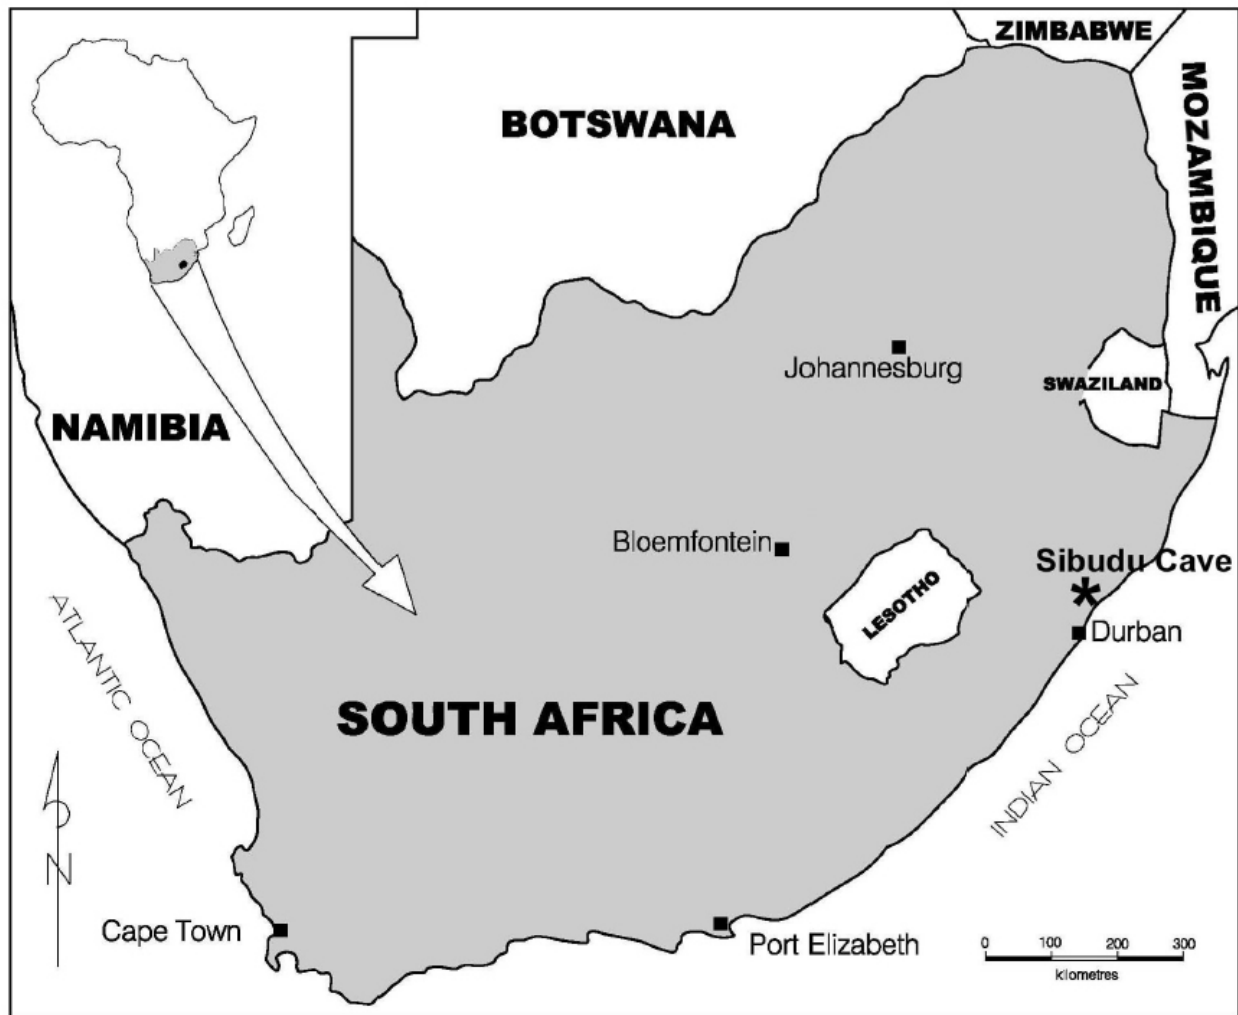 ZIMBABWE
MOZAMBIQUE
BOTSWANA
Johannesburg
SWAZILAND
NAMIBIA
Bloemfontein
Sibudu Cave
*
LESOTHO
Durban
ATLANTIC OCEAN
SOUTH AFRICA
INDIAN OCEAN
N
Cape Town
Port Elizabeth
0 100 200 300
kilometres